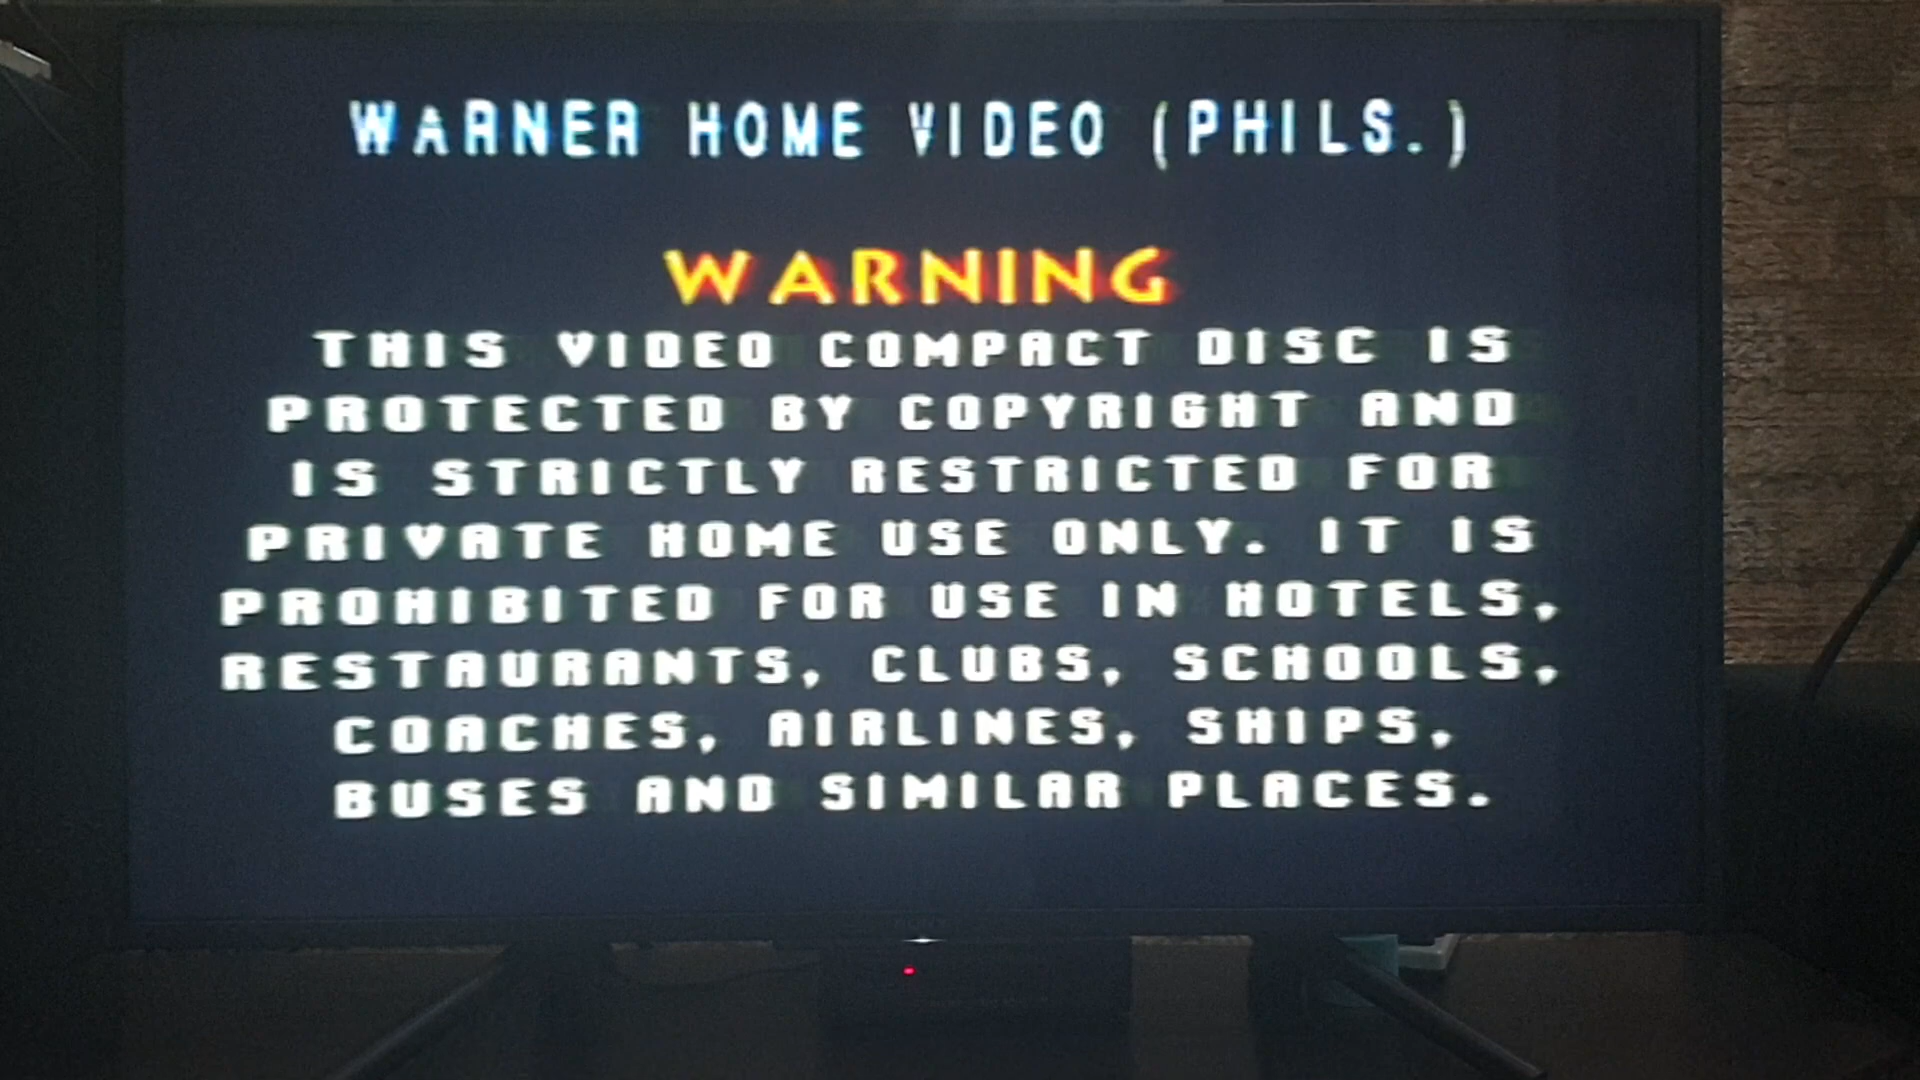 WARNER HOME VIDEO (PHILS.)
WARNING
THIS VIDEO COMPACT DISC IS
PROTECTED BY COPYRIGHT AND
IS STRICTLY RESTRICTED FOR
PRIVATE HOME USE ONLY. IT IS
PROHIBITED FOR USE IN HOTELS,
RESTAURANTS, CLUBS, SCHOOLS,
COACHES, AIRLINES, SHIPS,
BUSES AND SIMILAR PLACES.